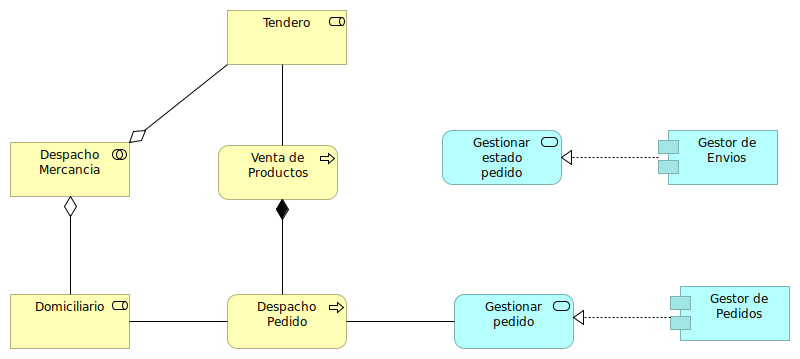 Tendero
Despacho
Mercancia
Venta de
Productos
Gestionar
estado
pedido
Gestor de
Envios
Domiciliario
Despacho
Pedido
Gestionar
pedido
Gestor de
Pedidos